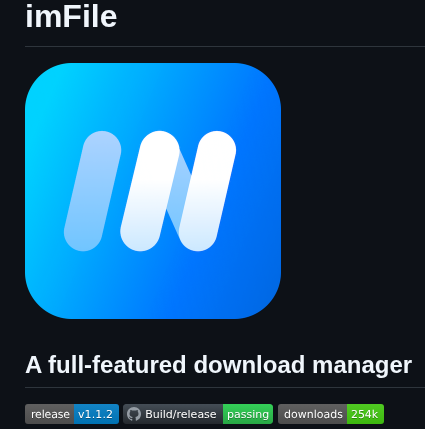 imFile
A full-featured download manager
release v1.1.2 Build/release passing downloads 254k